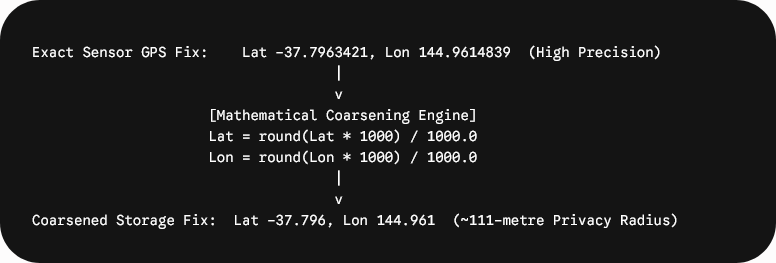 Exact Sensor GPS Fix:    Lat -37.7963421, Lon 144.9614839  (High Precision)
|
v
[Mathematical Coarsening Engine]
Lat = round(Lat * 1000) / 1000.0
Lon = round(Lon * 1000) / 1000.0
|
v
Coarsened Storage Fix:  Lat -37.796, Lon 144.961  (~111-metre Privacy Radius)